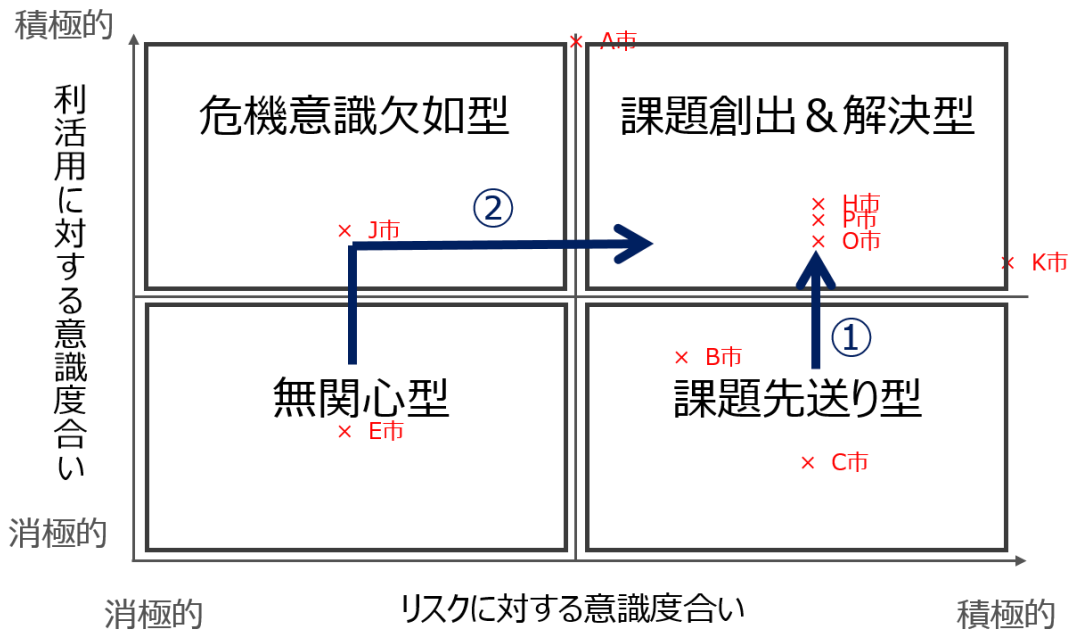 積極的
A市
利活用に対する意識度合い
危機意識欠如型
課題創出&解決型
②
H市
P市
J市
O市
K市
①
B市
無関心型
課題先送り型
E市
C市
消極的
消極的
リスクに対する意識度合い
積極的